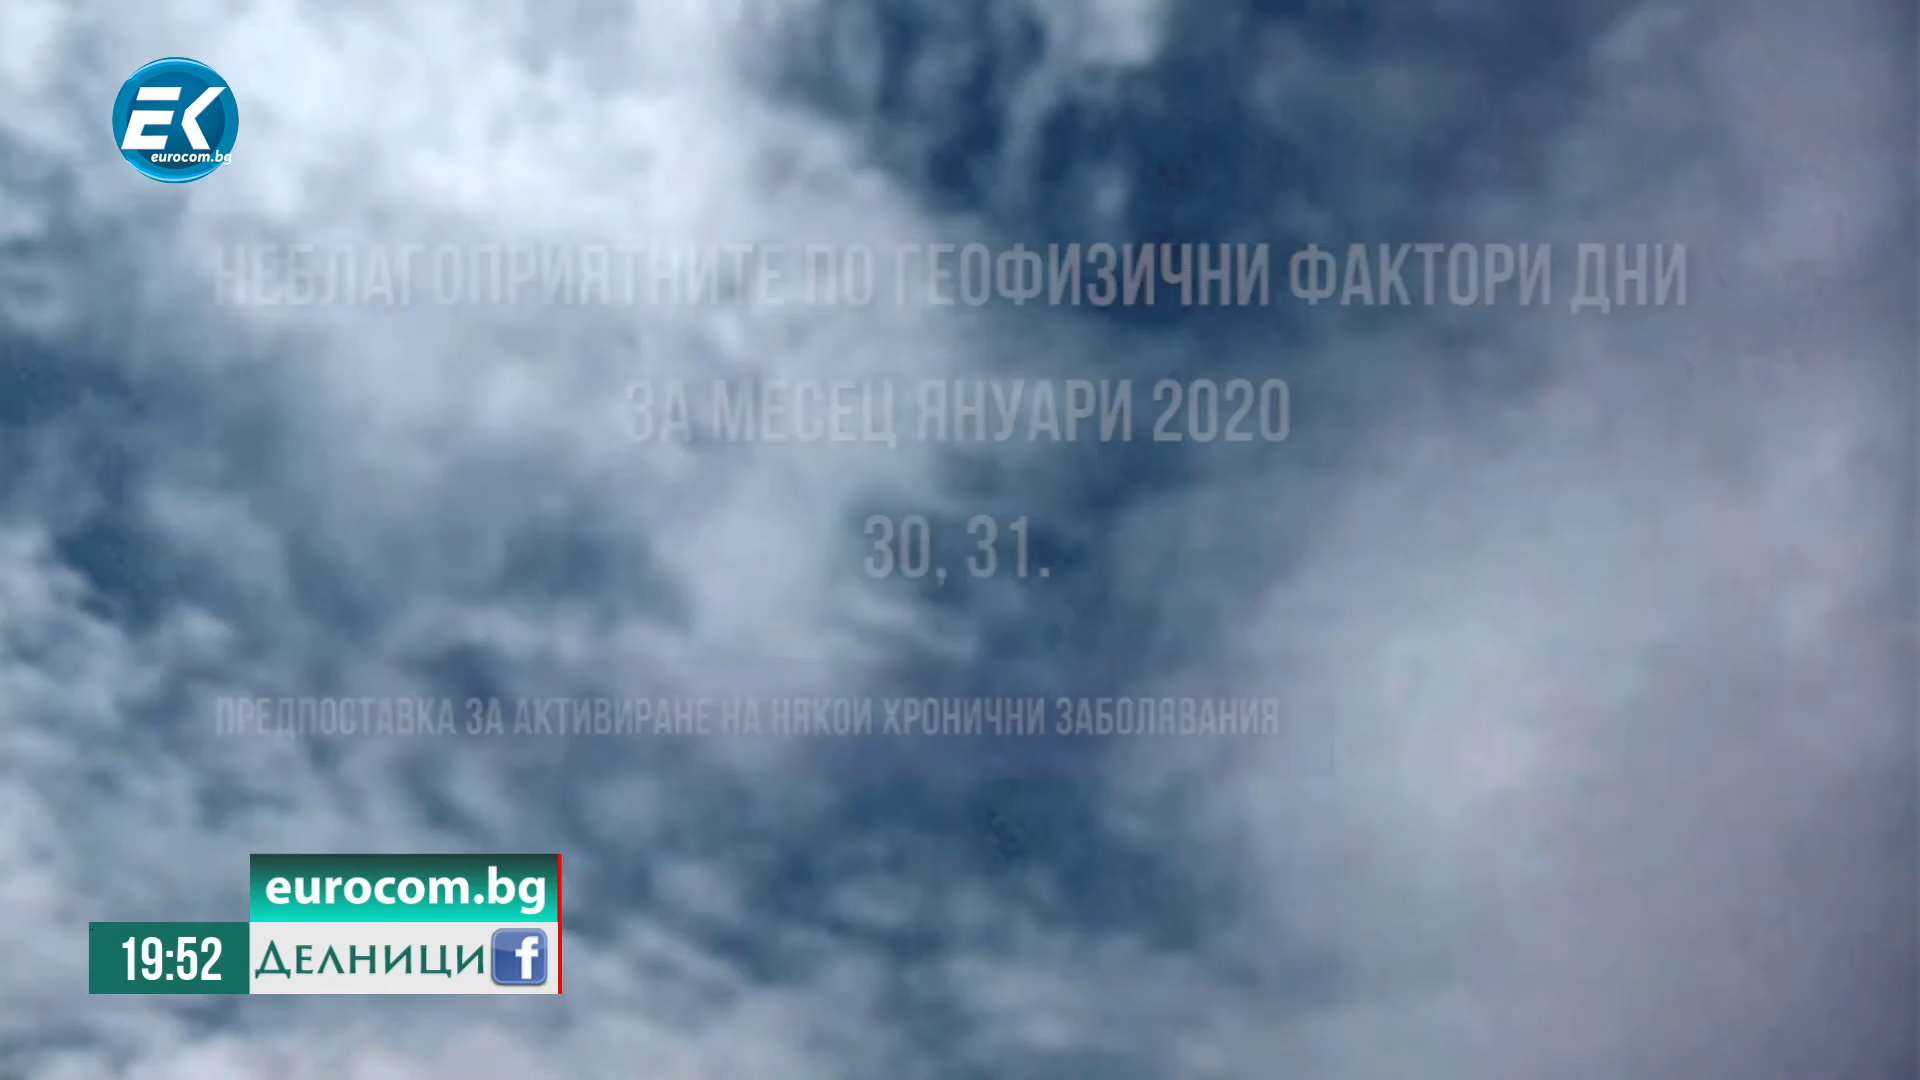 EK
eurocom.bg
НЕБЛАГОПРИЯТНИТЕ ПО ГЕОФИЗИЧНИ ФАКТОРИ ДНИ
ЗА МЕСЕЦ ЯНУАРИ 2020
30, 31.
ПРЕДПОСТАВКА ЗА АКТИВИРАНЕ НА НЯКОИ ХРОНИЧНИ ЗАБОЛЯВАНИЯ
eurocom.bg
19:52 ДЕЛНИЦИ f